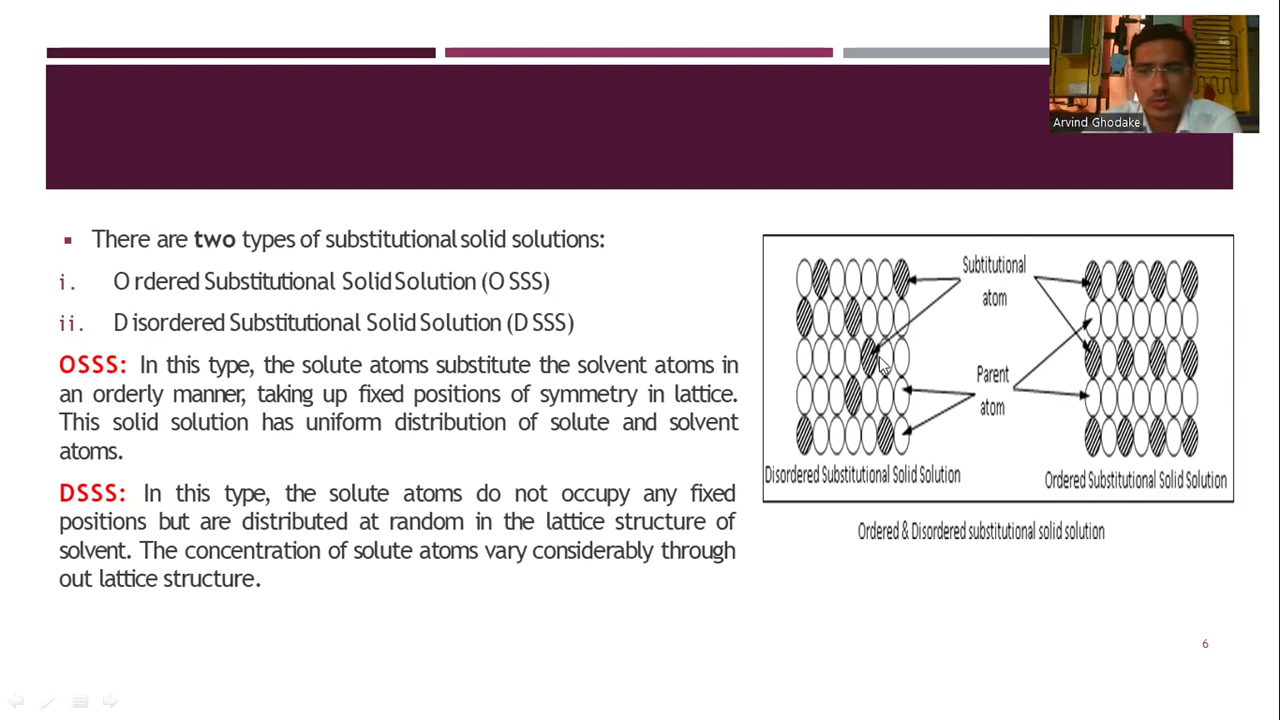 Arvind Ghodake
▪ There are two types of substitutional solid solutions:
i. O rdered Substitutional Solid Solution (O SSS)
ii. D isordered Substitutional Solid Solution (D SSS)
OSSS: In this type, the solute atoms substitute the solvent atoms in
an orderly manner, taking up fixed positions of symmetry in lattice.
This solid solution has uniform distribution of solute and solvent
atoms.
DSSS: In this type, the solute atoms do not occupy any fixed
positions but are distributed at random in the lattice structure of
solvent. The concentration of solute atoms vary considerably through
out lattice structure.
Subtitutional
atom
Parent
atom
Disordered Substitutional Solid Solution
Ordered Substitutional Solid Solution
Ordered & Disordered substitutional solid solution
6